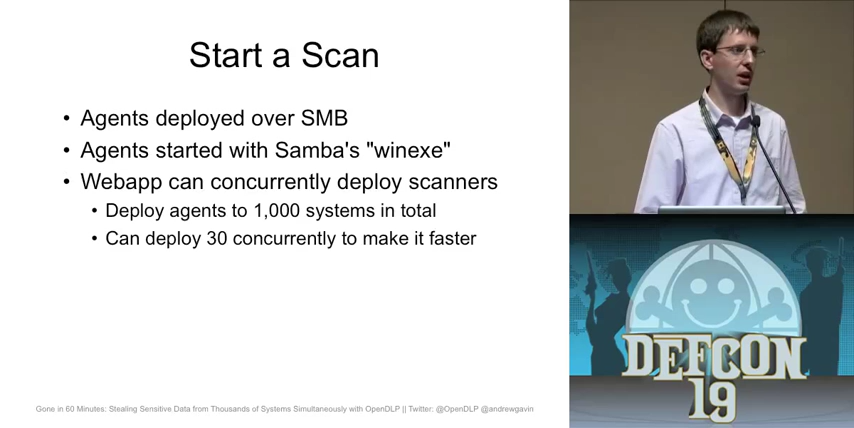 Start a Scan
• Agents deployed over SMB
• Agents started with Samba's "winexe"
• Webapp can concurrently deploy scanners
• Deploy agents to 1,000 systems in total
• Can deploy 30 concurrently to make it faster
Gone in 60 Minutes: Stealing Sensitive Data from Thousands of Systems Simultaneously with OpenDLP || Twitter: @OpenDLP @andrewgavin
DEFCON
19